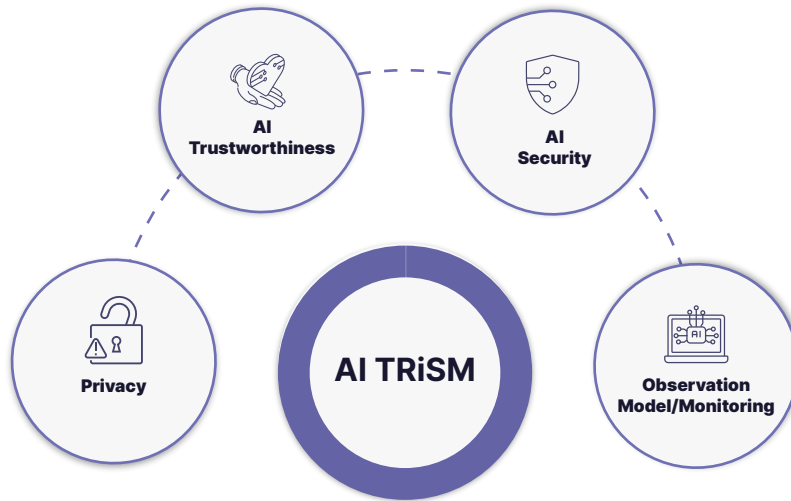 AI
Trustworthiness
AI
Security
Privacy
AI TRiSM
AI
Observation
Model/Monitoring